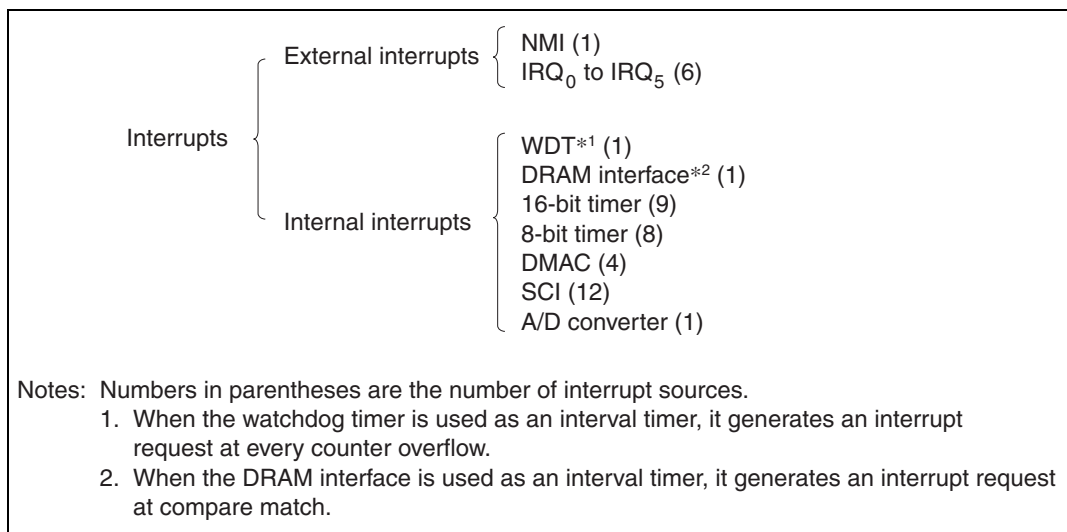 External interrupts
NMI (1)
IRQ0 to IRQ5 (6)
Interrupts
Internal interrupts
WDT*1 (1)
DRAM interface*2 (1)
16-bit timer (9)
8-bit timer (8)
DMAC (4)
SCI (12)
A/D converter (1)
Notes: Numbers in parentheses are the number of interrupt sources.
1. When the watchdog timer is used as an interval timer, it generates an interrupt
request at every counter overflow.
2. When the DRAM interface is used as an interval timer, it generates an interrupt request
at compare match.